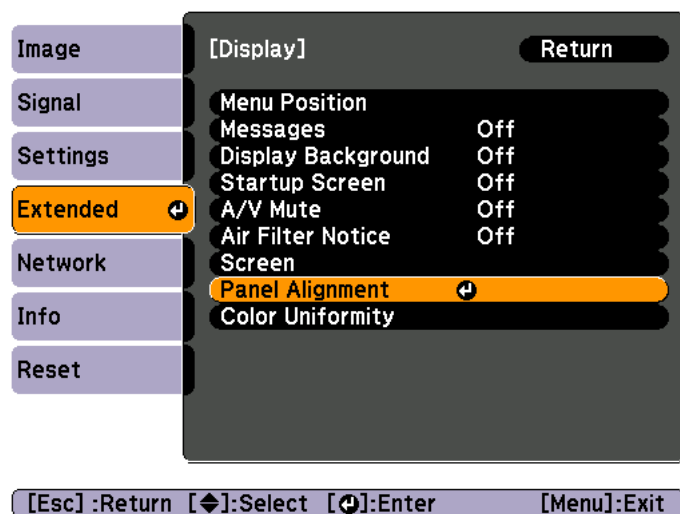 Image
Signal
Settings
Extended
Network
Info
Reset
[Display] Return
Menu Position
Messages Off
Display Background Off
Startup Screen Off
A/V Mute Off
Air Filter Notice Off
Screen
Panel Alignment
Color Uniformity
[Esc] :Return [◆]:Select [↵]:Enter [Menu]:Exit